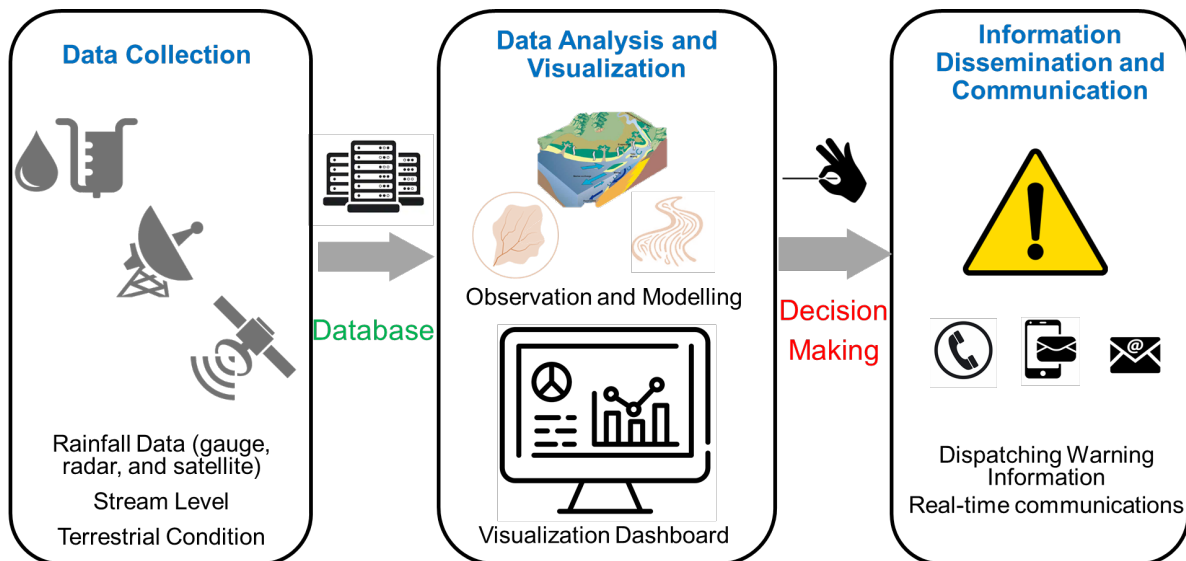 Data Collection
Rainfall Data (gauge,
radar, and satellite)
Stream Level
Terrestrial Condition
Database
Data Analysis and
Visualization
Observation and Modelling
Visualization Dashboard
Decision
Making
Information
Dissemination and
Communication
!
@
Dispatching Warning
Information
Real-time communications